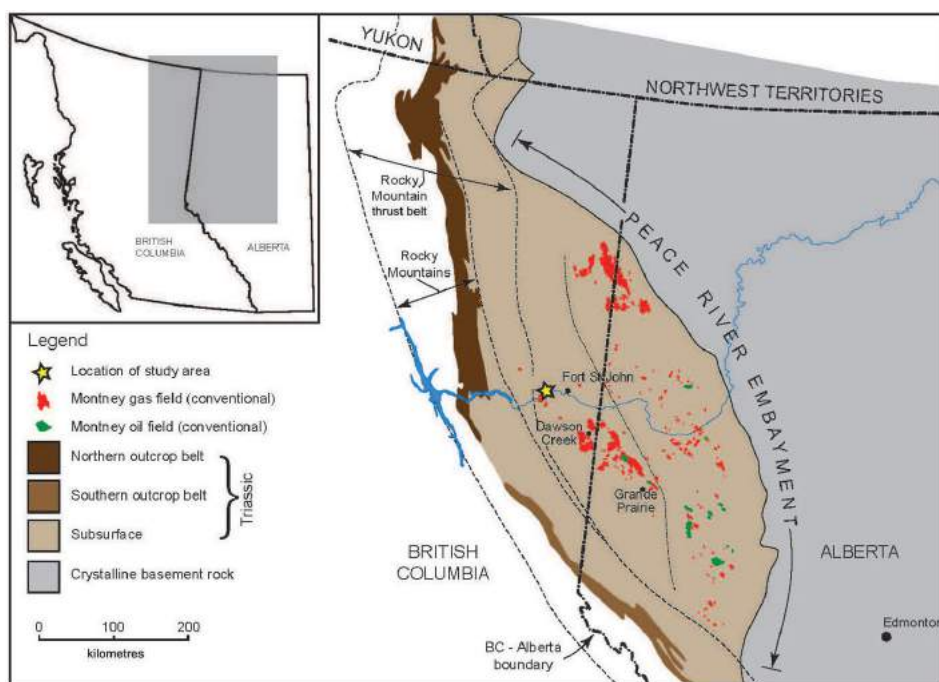 BRITISH
COLUMBIA
ALBERTA
Legend
Location of study area
Montney gas field (conventional)
Montney oil field (conventional)
Northern outcrop belt
Southern outcrop belt
Subsurface
Triassic
Crystalline basement rock
0 100 200
kilometres
YUKON
NORTHWEST TERRITORIES
Rocky
Mountain
thrust belt
Rocky
Mountains
PEACE RIVER EMBAYMENT
Fort St John
Dawson
Creek
Grande
Prairie
BRITISH
COLUMBIA
ALBERTA
Edmonton
BC - Alberta
boundary